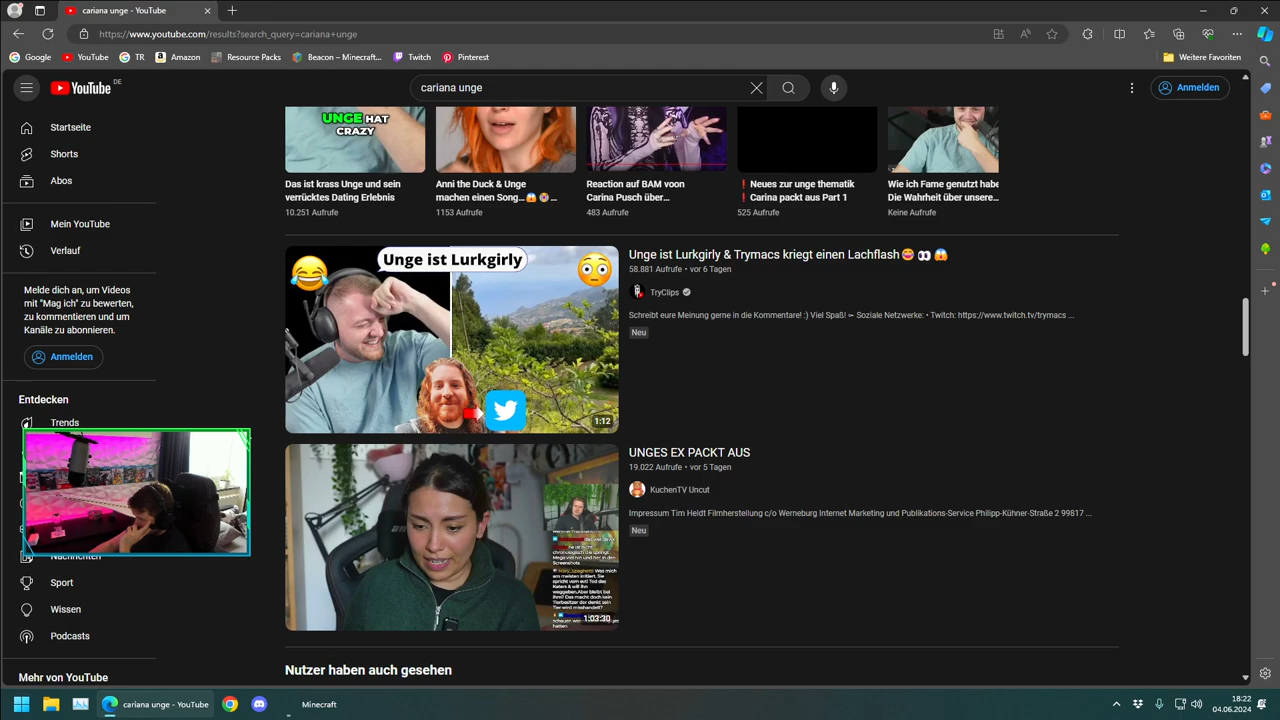 cariana unge - YouTube
https://www.youtube.com/results?search_query=cariana+unge
Google
YouTube
TR
Amazon
Resource Packs
Beacon – Minecraft...
Twitch
Pinterest
Weitere Favoriten
YouTube DE
cariana unge
Anmelden
Startseite
Shorts
Abos
Mein YouTube
Verlauf
Melde dich an, um Videos
mit "Mag ich" zu bewerten,
zu kommentieren und um
Kanäle zu abonnieren.
Anmelden
Entdecken
Trends
Nachrichten
Sport
Wissen
Podcasts
Mehr von YouTube
UNGE HAT
CRAZY
Das ist krass Unge und sein
verrücktes Dating Erlebnis
10.251 Aufrufe
Anni the Duck & Unge
machen einen Song...😱 ...
1153 Aufrufe
Reaction auf BAM voon
Carina Pusch über...
483 Aufrufe
❗Neues zur unge thematik
❗Carina packt aus Part 1
525 Aufrufe
Wie ich Fame genutzt habe
Die Wahrheit über unsere...
Keine Aufrufe
Unge ist Lurkgirly
1:12
Unge ist Lurkgirly & Trymacs kriegt einen Lachflash😄 👀 😱
58.881 Aufrufe • vor 6 Tagen
TryClips
Schreibt eure Meinung gerne in die Kommentare! :) Viel Spaß! ➣ Soziale Netzwerke: • Twitch: https://www.twitch.tv/trymacs ...
Neu
1:03:30
UNGES EX PACKT AUS
19.022 Aufrufe • vor 5 Tagen
KuchenTV Uncut
Impressum Tim Heldt Filmherstellung c/o Werneburg Internet Marketing und Publikations-Service Philipp-Kühner-Straße 2 99817 ...
Neu
Nutzer haben auch gesehen
cariana unge - YouTube
Minecraft
18:22
04.06.2024